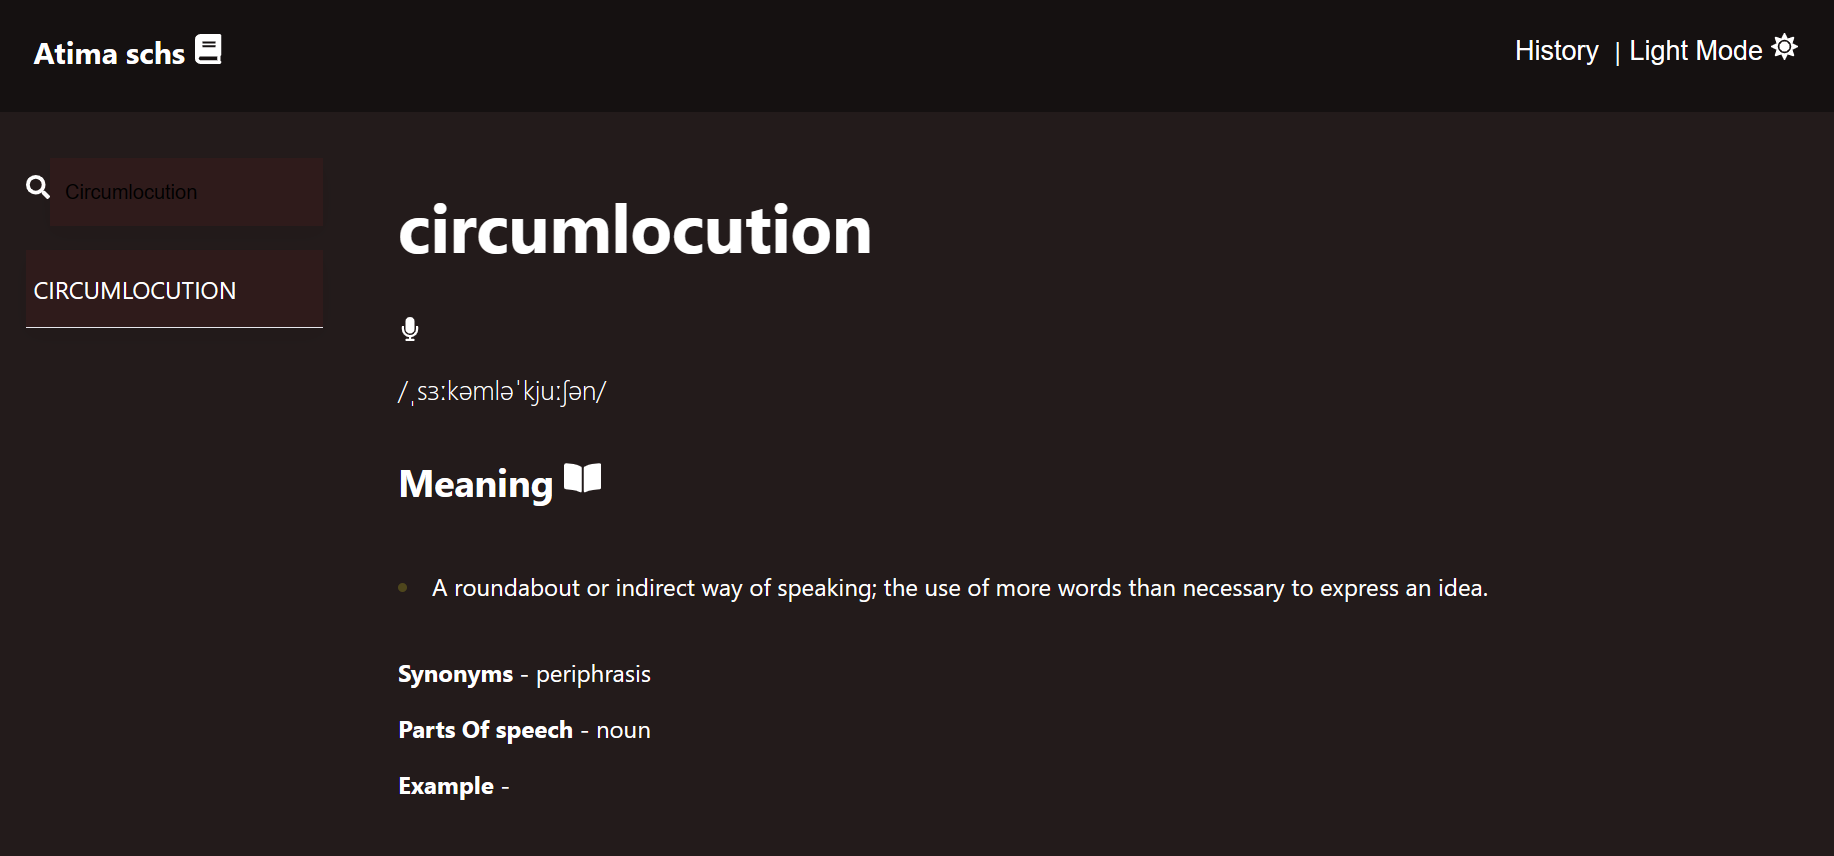 Atima schs
History | Light Mode
Circumlocution
CIRCUMLOCUTION
circumlocution
/ˌsɜːkəmləˈkjuːʃən/
Meaning
A roundabout or indirect way of speaking; the use of more words than necessary to express an idea.
Synonyms - periphrasis
Parts Of speech - noun
Example -